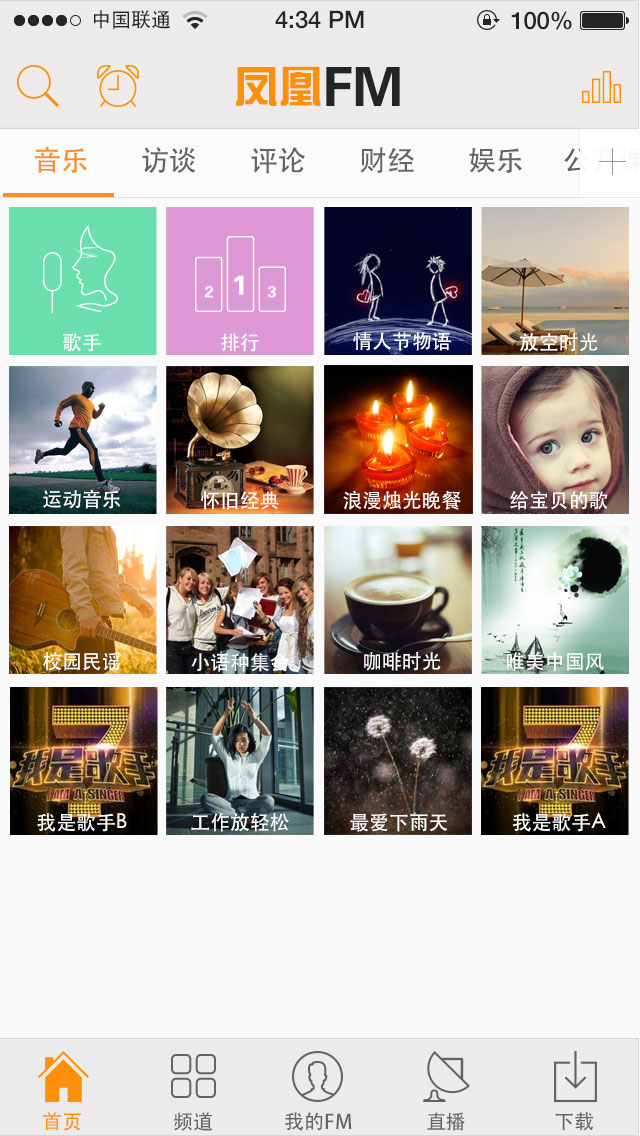 中国联通 4:34 PM 100%
凤凰FM
音乐 访谈 评论 财经 娱乐 公开课
歌手 2 1 3 排行 情人节物语 放空时光
运动音乐 怀旧经典 浪漫烛光晚餐 给宝贝的歌
校园民谣 小语种集合 咖啡时光 唯美中国风
我是歌手 I AM A SINGER 我是歌手B 工作放轻松 最爱下雨天 我是歌手 I AM A SINGER 我是歌手A
首页 频道 我的FM 直播 下载